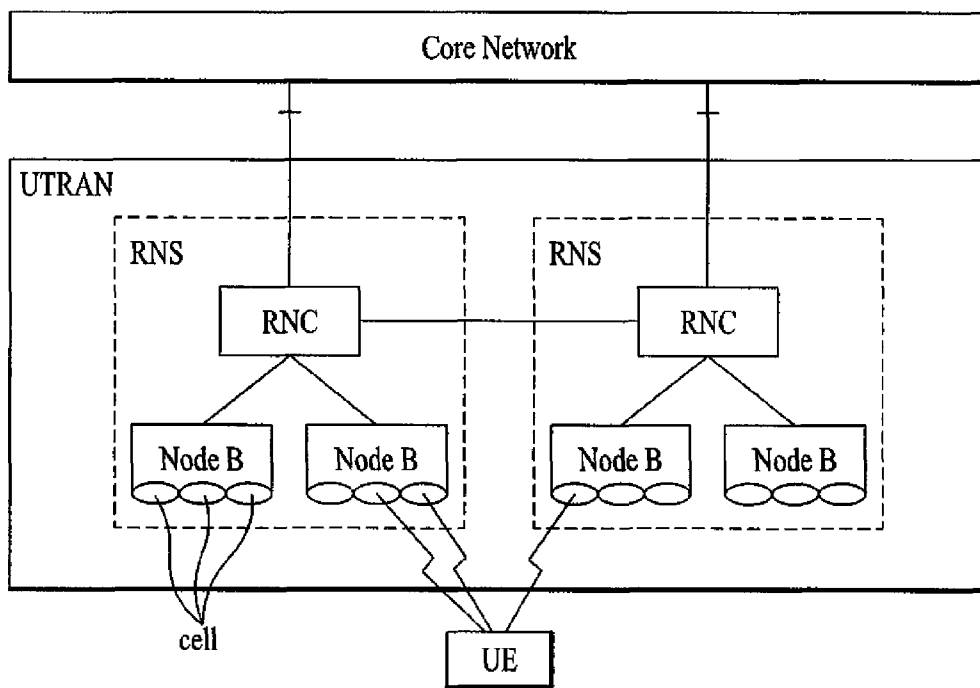 Core Network
UTRAN
RNS
RNS
RNC
RNC
Node B
Node B
Node B
Node B
cell
UE